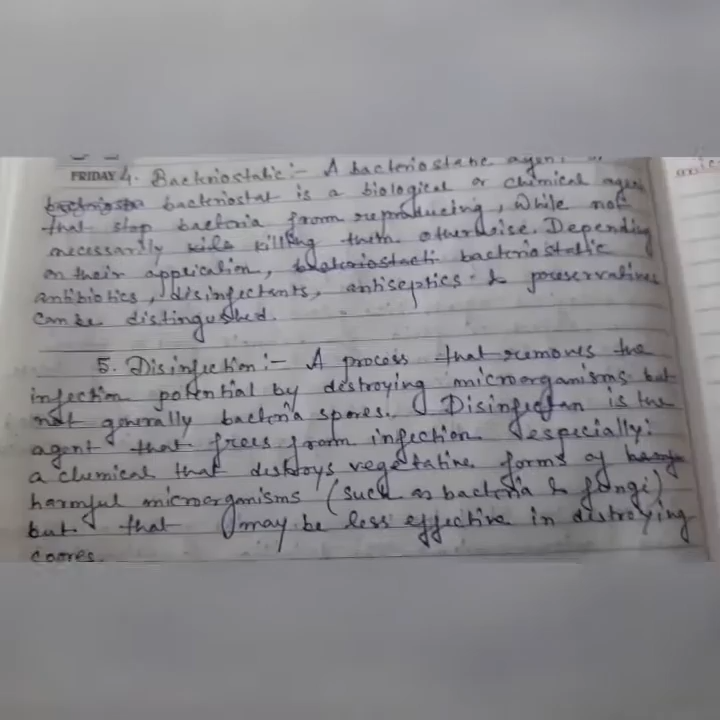 FRIDAY 4. Bacteriostatic :- A bacteriostatic agent or
bacteriostat is a biological or chemical agent
that stop bacteria from reproducing, while not
necessarily killing them otherwise. Depending
on their application, bacteriostatic
antibiotics, disinfectants, antiseptics & preservatives
can be distingushed.
5. Disinfection :- A process that removes the
infection potential by destroying microorganisms but
not generally bacteria spores. Disinfectan is the
agent that frees from infection especially:
a chemical that destroys vegetative forms of
harmful microorganisms (such as bacteria & fungi)
but that may be less effective in distroying